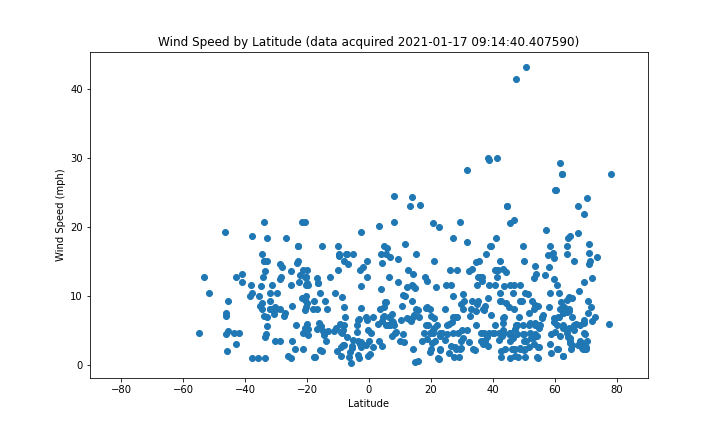 Wind Speed by Latitude (data acquired 2021-01-17 09:14:40.407590)
40
30
20
10
0
Wind Speed (mph)
−80 −60 −40 −20 0 20 40 60 80
Latitude